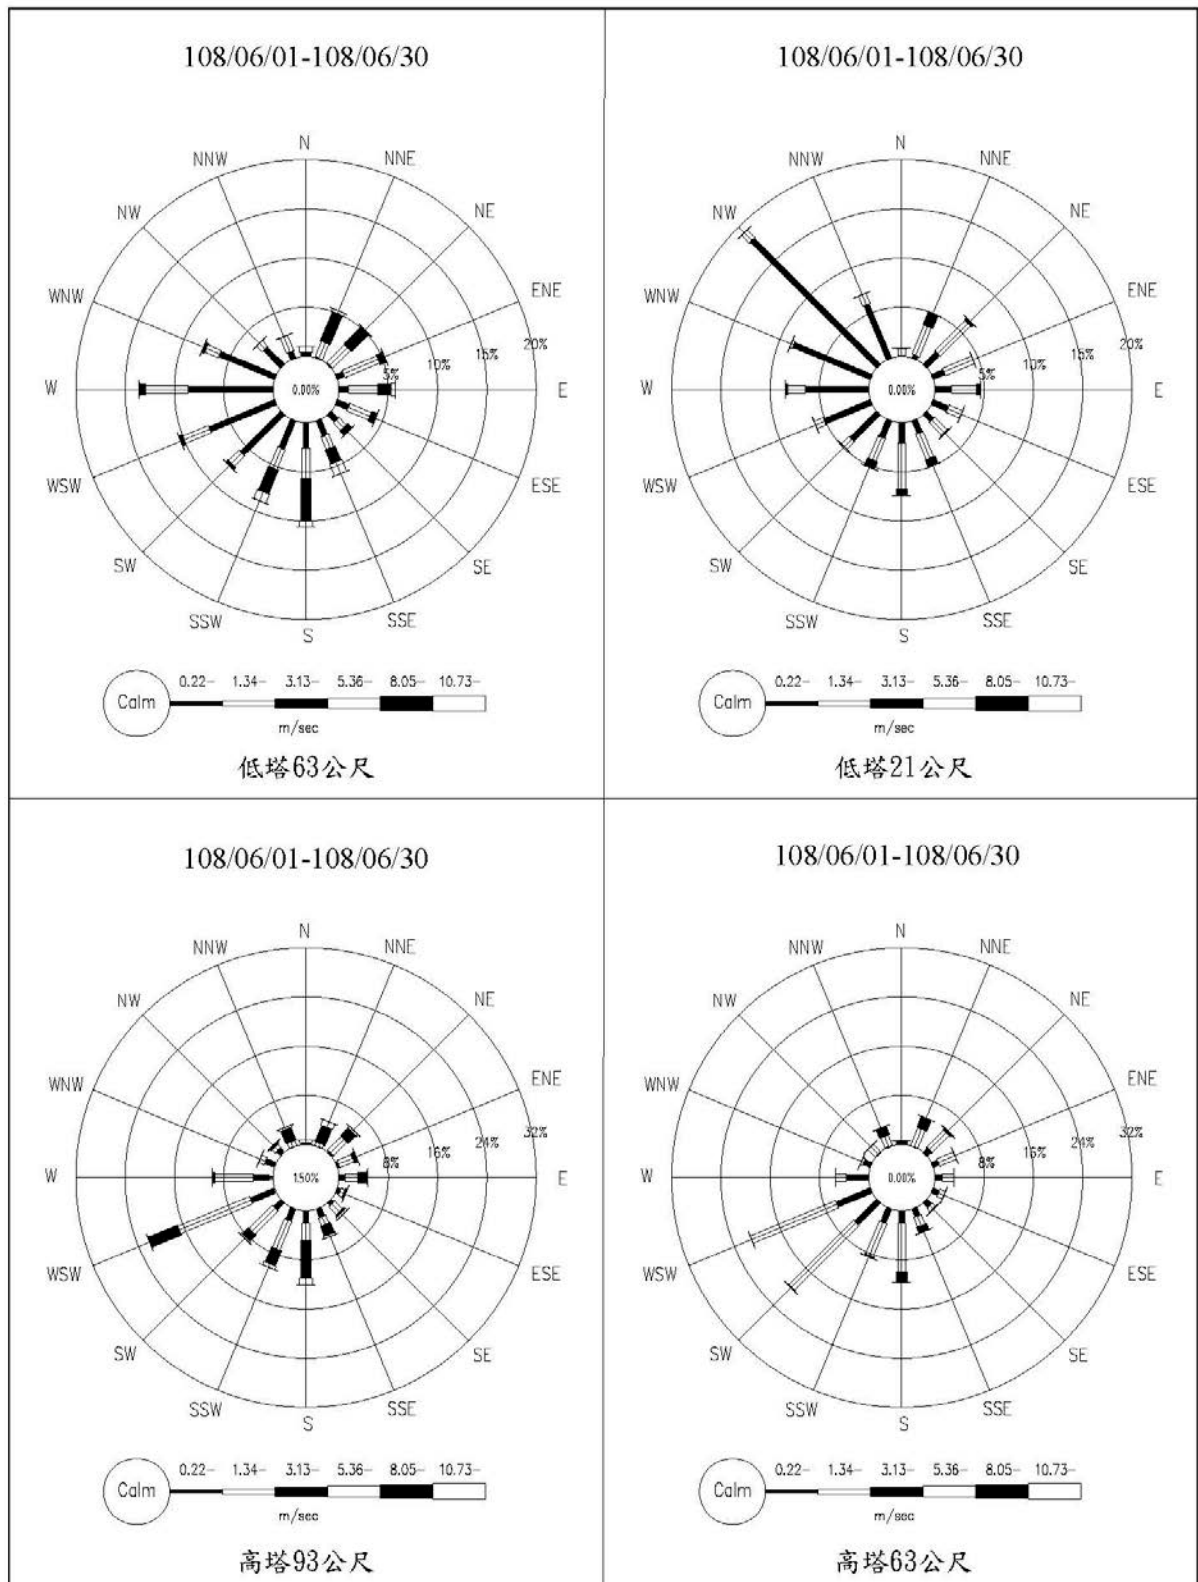 108/06/01-108/06/30
N
NNW
NNE
NW
NE
WNW
ENE
20%
15%
10%
5%
W
0.00%
E
WSW
ESE
SW
SE
SSW
SSE
S
Calm
0.22-
1.34-
3.13-
5.36-
8.05-
10.73-
m/sec
低塔63公尺
108/06/01-108/06/30
N
NNW
NNE
NW
NE
WNW
ENE
20%
15%
10%
5%
W
0.00%
E
WSW
ESE
SW
SE
SSW
SSE
S
Calm
0.22-
1.34-
3.13-
5.36-
8.05-
10.73-
m/sec
低塔21公尺
108/06/01-108/06/30
N
NNW
NNE
NW
NE
WNW
ENE
32%
24%
16%
8%
W
1.50%
E
WSW
ESE
SW
SE
SSW
SSE
S
Calm
0.22-
1.34-
3.13-
5.36-
8.05-
10.73-
m/sec
高塔93公尺
108/06/01-108/06/30
N
NNW
NNE
NW
NE
WNW
ENE
32%
24%
16%
8%
W
0.00%
E
WSW
ESE
SW
SE
SSW
SSE
S
Calm
0.22-
1.34-
3.13-
5.36-
8.05-
10.73-
m/sec
高塔63公尺